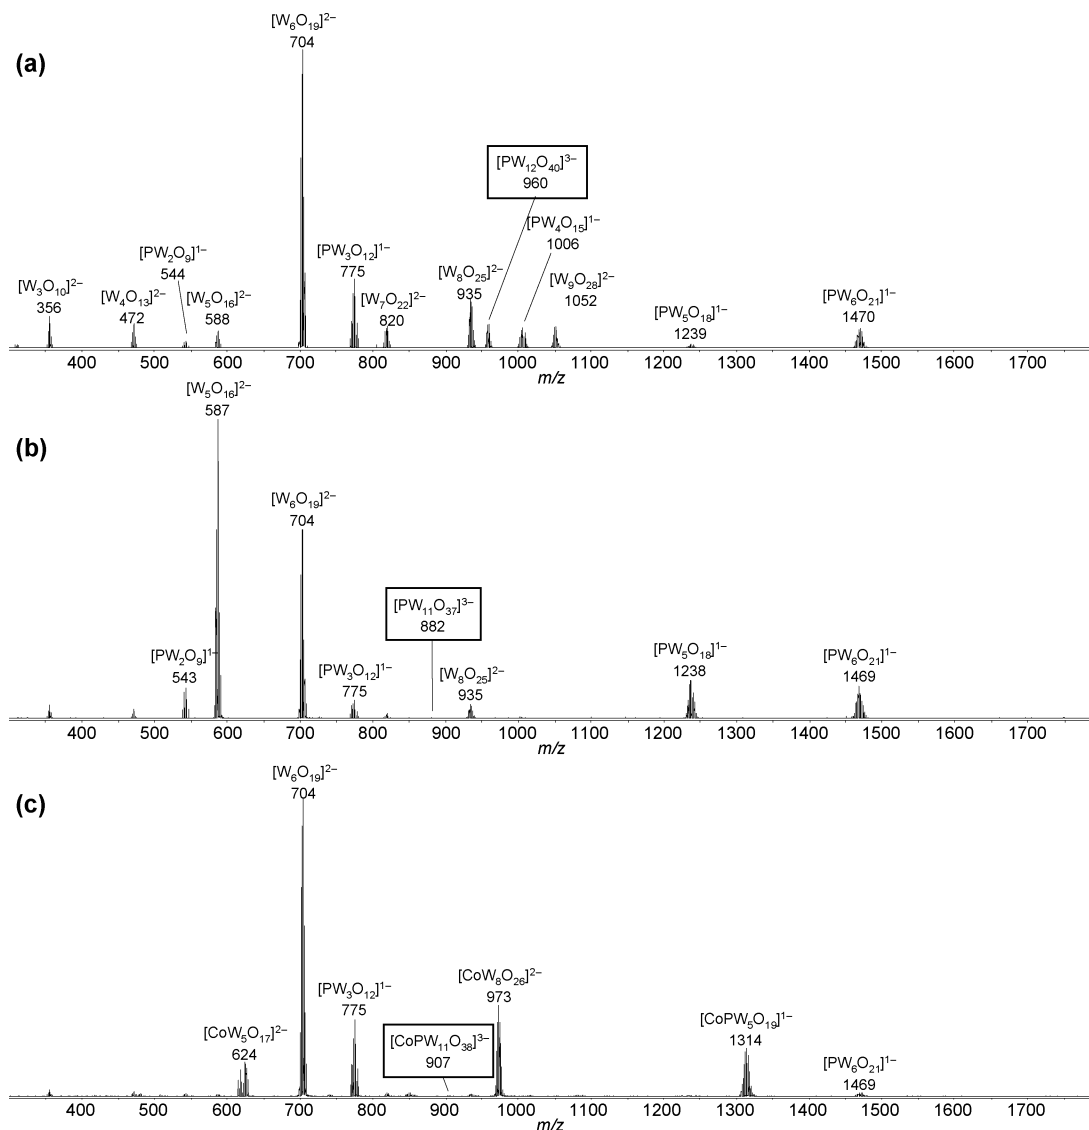 [W₆O₁₉]²⁻
704
(a)
[PW₁₂O₄₀]³⁻
960
[PW₄O₁₅]¹⁻
1006
[PW₂O₉]¹⁻
544
[PW₃O₁₂]¹⁻
775
[W₈O₂₅]²⁻
935
[W₉O₂₈]²⁻
1052
[W₃O₁₀]²⁻
356
[W₄O₁₃]²⁻
472
[W₅O₁₆]²⁻
588
[W₇O₂₂]²⁻
820
[PW₅O₁₈]¹⁻
1239
[PW₆O₂₁]¹⁻
1470
400 500 600 700 800 900 1000 1100 1200 1300 1400 1500 1600 1700
m/z
[W₅O₁₆]²⁻
587
(b)
[W₆O₁₉]²⁻
704
[PW₁₁O₃₇]³⁻
882
[PW₂O₉]¹⁻
543
[PW₃O₁₂]¹⁻
775
[W₈O₂₅]²⁻
935
[PW₅O₁₈]¹⁻
1238
[PW₆O₂₁]¹⁻
1469
400 500 600 700 800 900 1000 1100 1200 1300 1400 1500 1600 1700
m/z
[W₆O₁₉]²⁻
704
(c)
[CoW₅O₁₇]²⁻
624
[PW₃O₁₂]¹⁻
775
[CoPW₁₁O₃₈]³⁻
907
[CoW₈O₂₆]²⁻
973
[CoPW₅O₁₉]¹⁻
1314
[PW₆O₂₁]¹⁻
1469
400 500 600 700 800 900 1000 1100 1200 1300 1400 1500 1600 1700
m/z